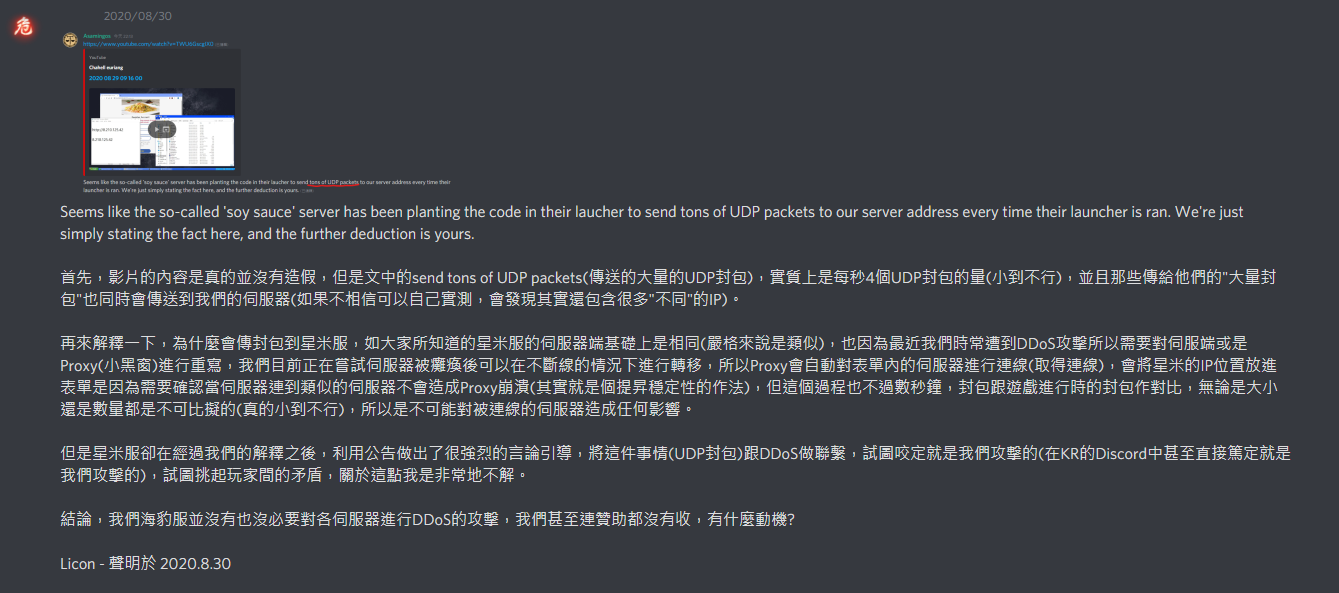 危
2020/08/30
YouTube
Chahell euriang
2020 08 29 09 16 00
Seems like the so-called 'soy sauce' server has been planting the code in their laucher to send tons of UDP packets to our server address every time their
launcher is ran. We're just simply stating the fact here, and the further deduction is yours.
Seems like the so-called 'soy sauce' server has been planting the code in their laucher to send tons of UDP packets to our server address every time their launcher is ran. We're just
simply stating the fact here, and the further deduction is yours.
首先，影片的內容是真的並沒有造假，但是文中的send tons of UDP packets(傳送的大量的UDP封包)，實質上是每秒4個UDP封包的量(小到不行)，並且那些傳給他們的"大量封
包"也同時會傳送到我們的伺服器(如果不相信可以自己實測，會發現其實還包含很多"不同"的IP)。
再來解釋一下，為什麼會傳封包到星米服，如大家所知道的星米服的伺服器端基礎上是相同(嚴格來說是類似)，也因為最近我們時常遭到DDoS攻擊所以需要對伺服端或是
Proxy(小黑窗)進行重寫，我們目前正在嘗試伺服器被癱瘓後可以在不斷線的情況下進行轉移，所以Proxy會自動對表單內的伺服器進行連線(取得連線)，會將星米的IP位置放進
表單是因為需要確認當伺服器連到類似的伺服器不會造成Proxy崩潰(其實就是個提昇穩定性的作法)，但這個過程也不過數秒鐘，封包跟遊戲進行時的封包作對比，無論是大小
還是數量都是不可比擬的(真的小到不行)，所以是不可能對被連線的伺服器造成任何影響。
但是星米服卻在經過我們的解釋之後，利用公告做出了很強烈的言論引導，將這件事情(UDP封包)跟DDoS做聯繫，試圖咬定就是我們攻擊的(在KR的Discord中甚至直接篤定就是
我們攻擊的)，試圖挑起玩家間的矛盾，關於這點我是非常地不解。
結論，我們海豹服並沒有也沒必要對各伺服器進行DDoS的攻擊，我們甚至連贊助都沒有收，有什麼動機?
Licon - 聲明於 2020.8.30